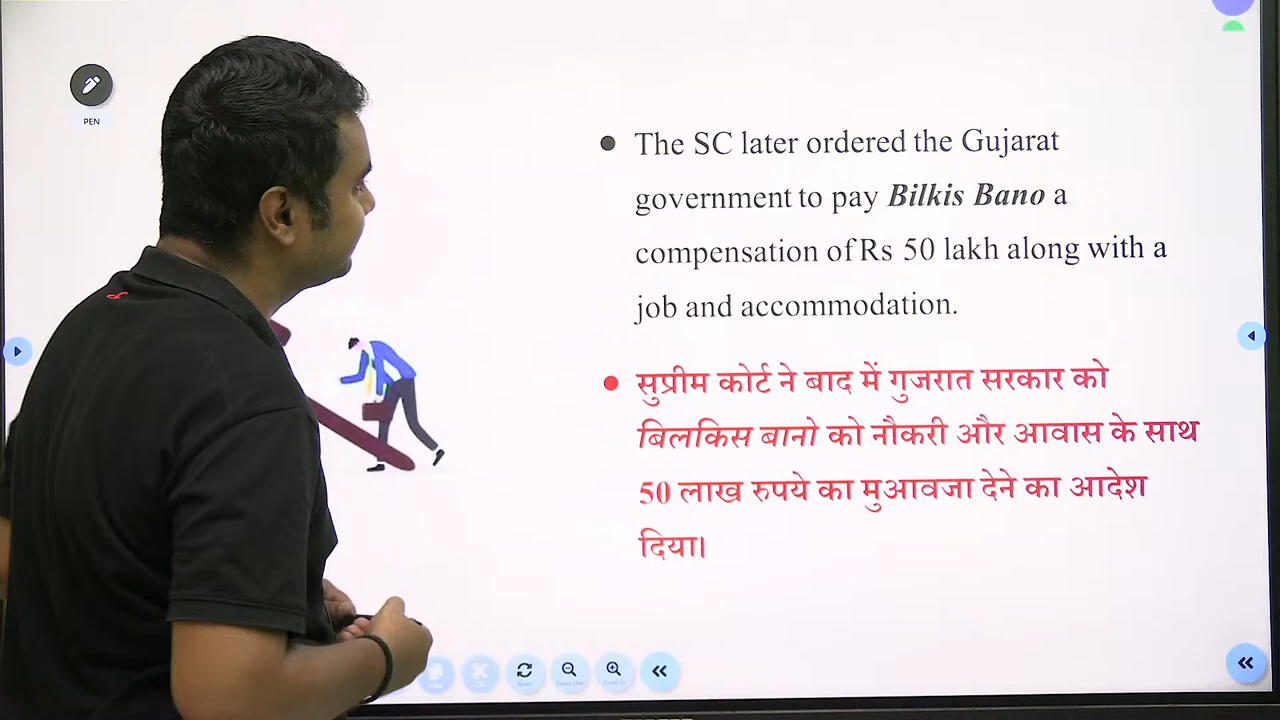 PEN
The SC later ordered the Gujarat
government to pay Bilkis Bano a
compensation of Rs 50 lakh along with a
job and accommodation.
सुप्रीम कोर्ट ने बाद में गुजरात सरकार को
बिलकिस बानो को नौकरी और आवास के साथ
50 लाख रुपये का मुआवजा देने का आदेश
दिया।